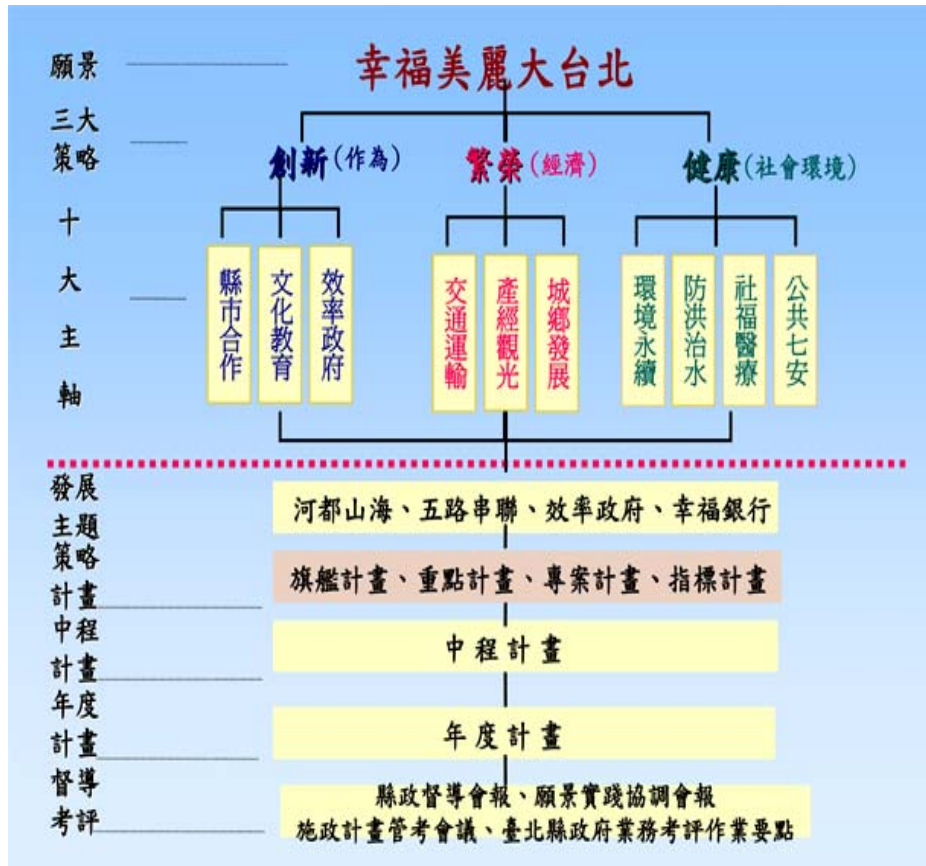 願景
幸福美麗大台北
三大
策略
創新(作為)
繁榮(經濟)
健康(社會環境)
十
大
主
軸
縣市合作
文化教育
效率政府
交通運輸
產經觀光
城鄉發展
環境永續
防洪治水
社福醫療
公共七安
發展
主題
河都山海、五路串聯、效率政府、幸福銀行
策略
計畫
旗艦計畫、重點計畫、專案計畫、指標計畫
中程
計畫
中程計畫
年度
計畫
年度計畫
督導
考評
縣政督導會報、願景實踐協調會報
施政計畫管考會議、臺北縣政府業務考評作業要點